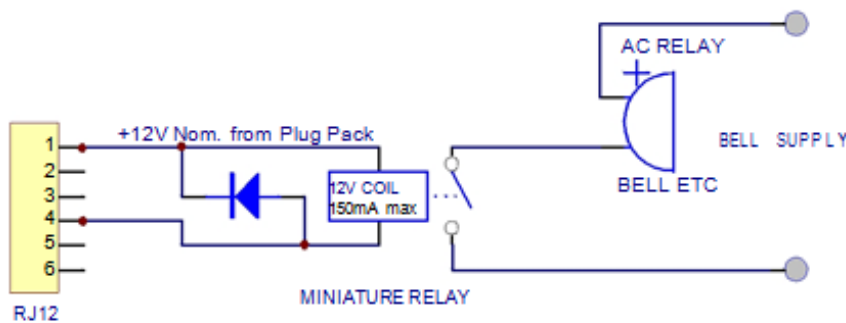 AC RELAY
+
+12V Nom. from Plug Pack
1
2
3
4
5
6
BELL SUPPLY
12V COIL
150mA max
BELL ETC
MINIATURE RELAY
RJ12